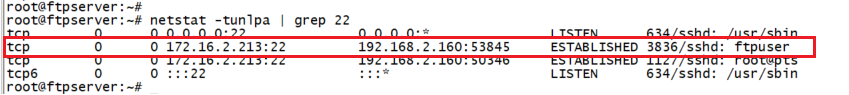 root@ftpserver:~#
root@ftpserver:~# netstat -tunlpa | grep 22
tcp 0 0 0.0.0.0:22 0.0.0.0:* LISTEN 634/sshd: /usr/sbin
tcp 0 0 172.16.2.213:22 192.168.2.160:53845 ESTABLISHED 3836/sshd: ftpuser
tcp 0 0 172.16.2.213:22 192.168.2.160:50346 ESTABLISHED 1127/sshd: root@pts
tcp6 0 0 :::22 :::* LISTEN 634/sshd: /usr/sbin
root@ftpserver:~#